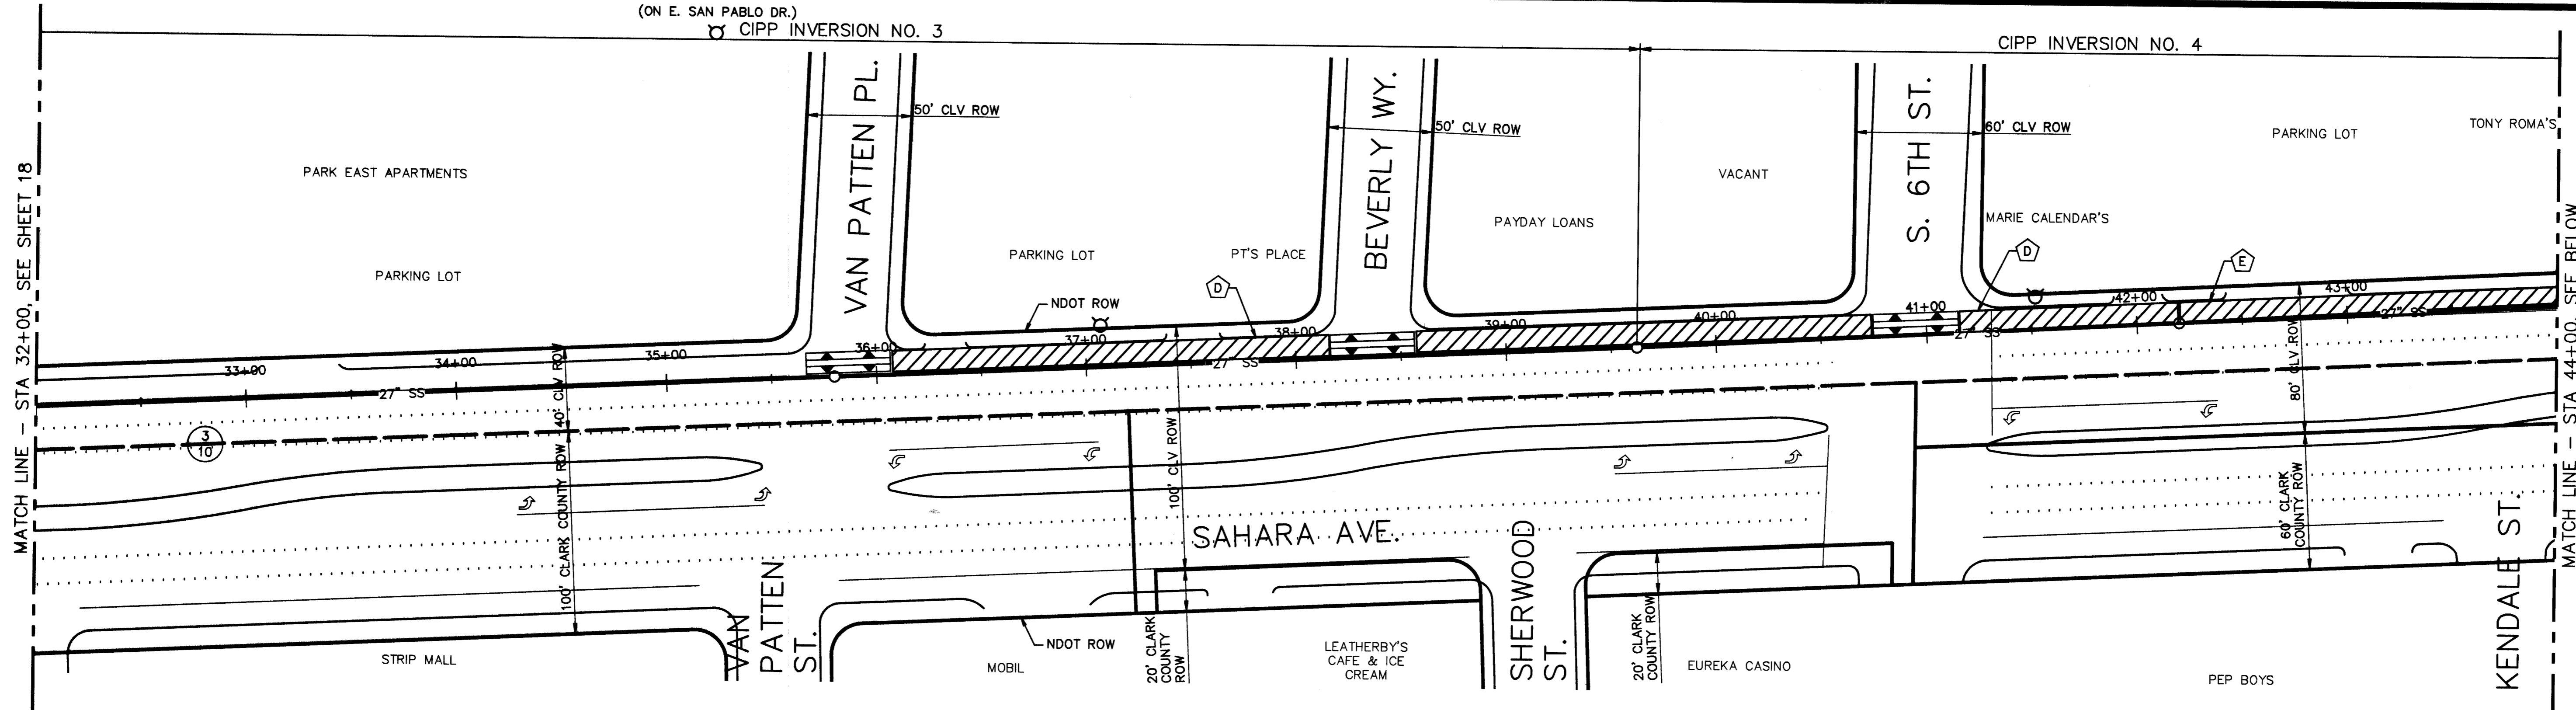 (ON E. SAN PABLO DR.)
CIPP INVERSION NO. 3
CIPP INVERSION NO. 4
MATCH LINE - STA 32+00, SEE SHEET 18
PARK EAST APARTMENTS
PARKING LOT
VAN PATTEN PL.
50' CLV ROW
PARKING LOT
NDOT ROW
PT'S PLACE
D
BEVERLY WY.
50' CLV ROW
PAYDAY LOANS
VACANT
S. 6TH ST.
60' CLV ROW
MARIE CALENDAR'S
D
E
PARKING LOT
TONY ROMA'S
MATCH LINE - STA 44+00, SEE BELOW
33+00
34+00
35+00
36+00
37+00
38+00
39+00
40+00
41+00
42+00
43+00
27" SS
27" SS
27" SS
27" SS
3
10
40' CLV ROW
100' CLARK COUNTY ROW
100' CLV ROW
80' CLV ROW
60' CLARK
COUNTY ROW
SAHARA AVE.
STRIP MALL
VAN
PATTEN
ST.
MOBIL
NDOT ROW
20' CLARK
COUNTY
ROW
LEATHERBY'S
CAFE & ICE
CREAM
SHERWOOD
ST.
20' CLARK
COUNTY ROW
EUREKA CASINO
PEP BOYS
KENDALE ST.